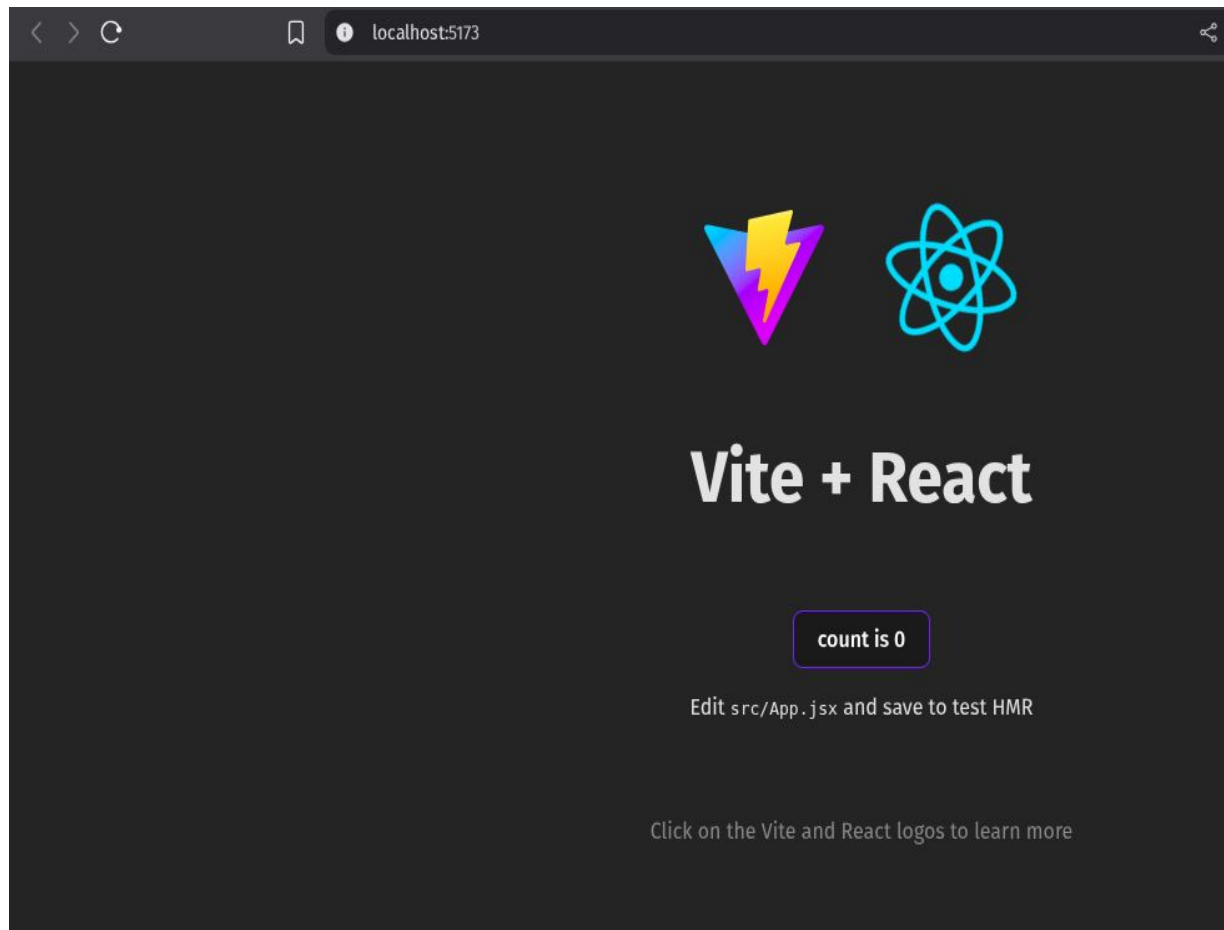 localhost:5173
Vite + React
count is 0
Edit src/App.jsx and save to test HMR
Click on the Vite and React logos to learn more